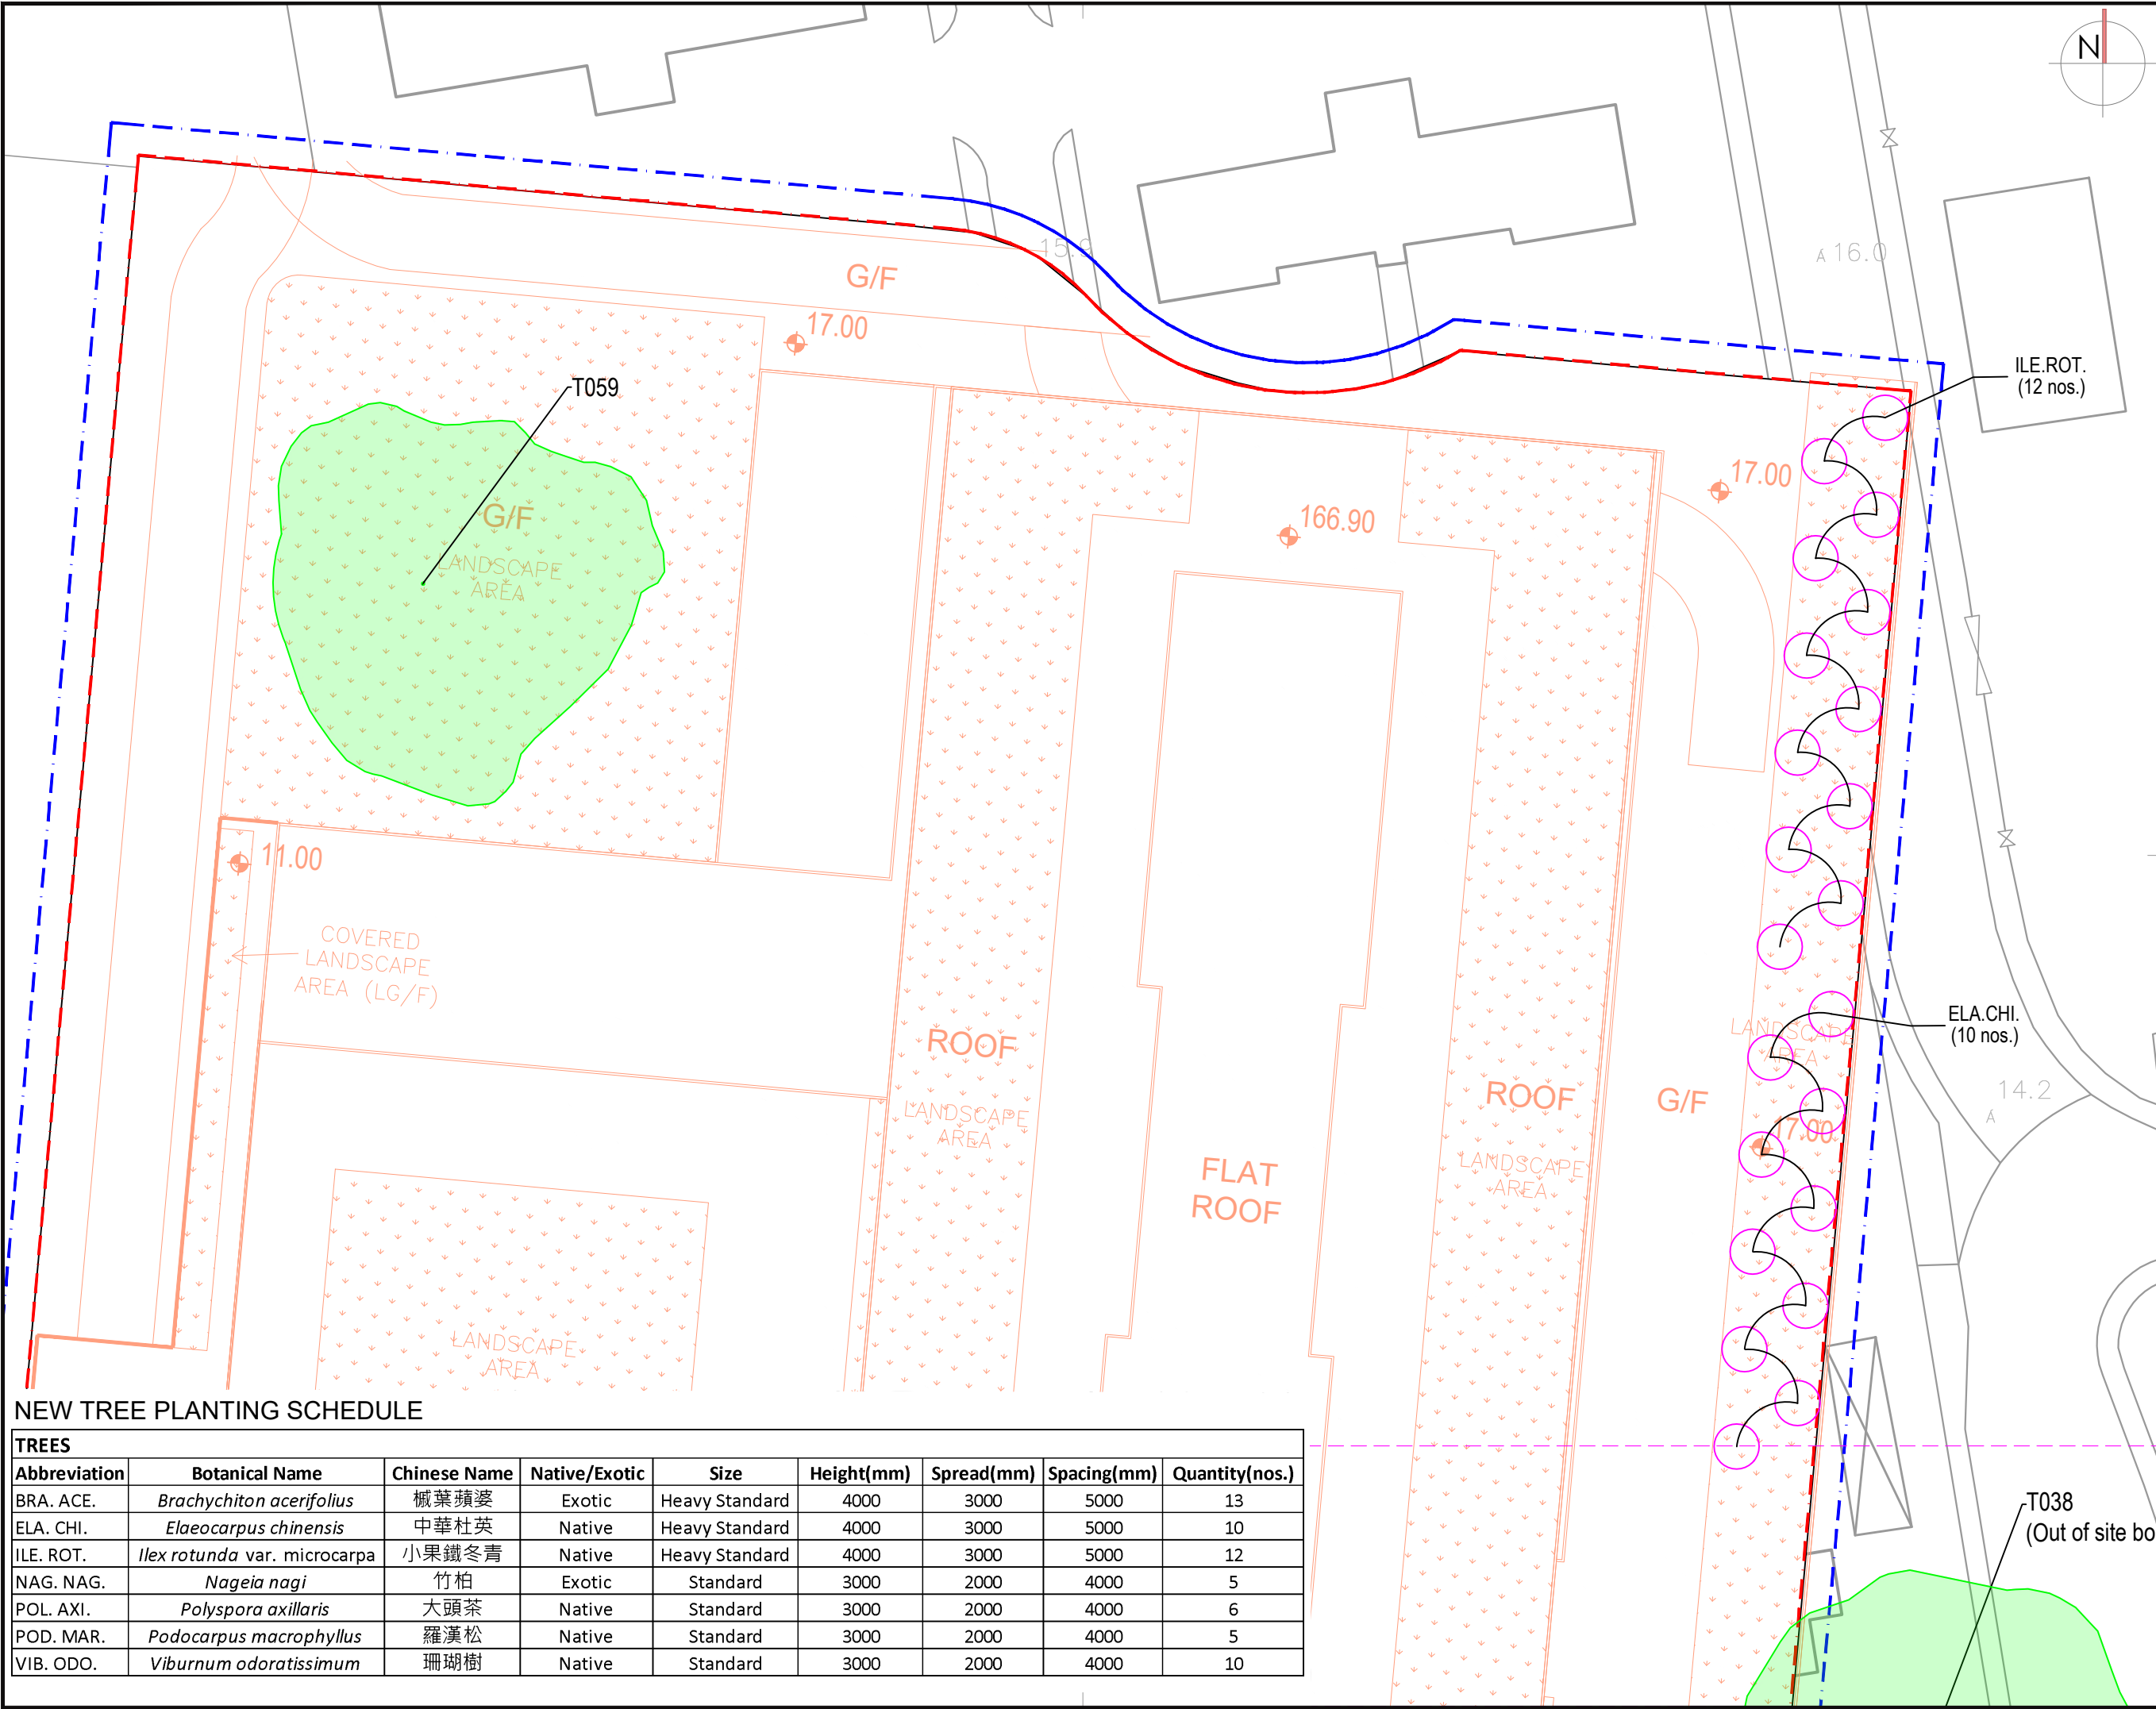 N
15.9
16.0
G/F
17.00
ILE.ROT.
(12 nos.)
T059
17.00
G/F
166.90
LANDSCAPE
AREA
11.00
COVERED
LANDSCAPE
AREA (LG/F)
ELA.CHI.
(10 nos.)
LANDSCAPE
AREA
ROOF
ROOF
G/F
14.2
LANDSCAPE
AREA
17.00
FLAT
ROOF
LANDSCAPE
AREA
LANDSCAPE
AREA
NEW TREE PLANTING SCHEDULE
TREES
Abbreviation Botanical Name Chinese Name Native/Exotic Size Height(mm) Spread(mm) Spacing(mm) Quantity(nos.)
BRA. ACE. Brachychiton acerifolius 槭葉蘋婆 Exotic Heavy Standard 4000 3000 5000 13
ELA. CHI. Elaeocarpus chinensis 中華杜英 Native Heavy Standard 4000 3000 5000 10
ILE. ROT. Ilex rotunda var. microcarpa 小果鐵冬青 Native Heavy Standard 4000 3000 5000 12
NAG. NAG. Nageia nagi 竹柏 Exotic Standard 3000 2000 4000 5
POL. AXI. Polyspora axillaris 大頭茶 Native Standard 3000 2000 4000 6
POD. MAR. Podocarpus macrophyllus 羅漢松 Native Standard 3000 2000 4000 5
VIB. ODO. Viburnum odoratissimum 珊瑚樹 Native Standard 3000 2000 4000 10
T038
(Out of site bo